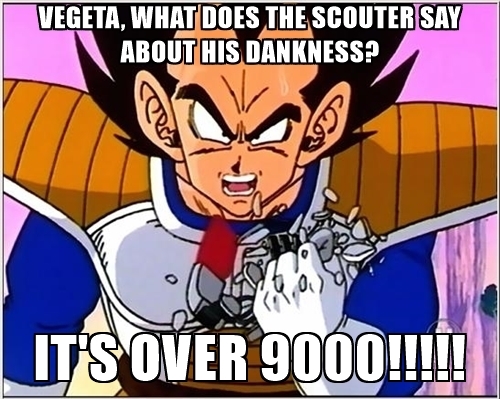 VEGETA, WHAT DOES THE SCOUTER SAY
ABOUT HIS DANKNESS?
IT'S OVER 9000!!!!!